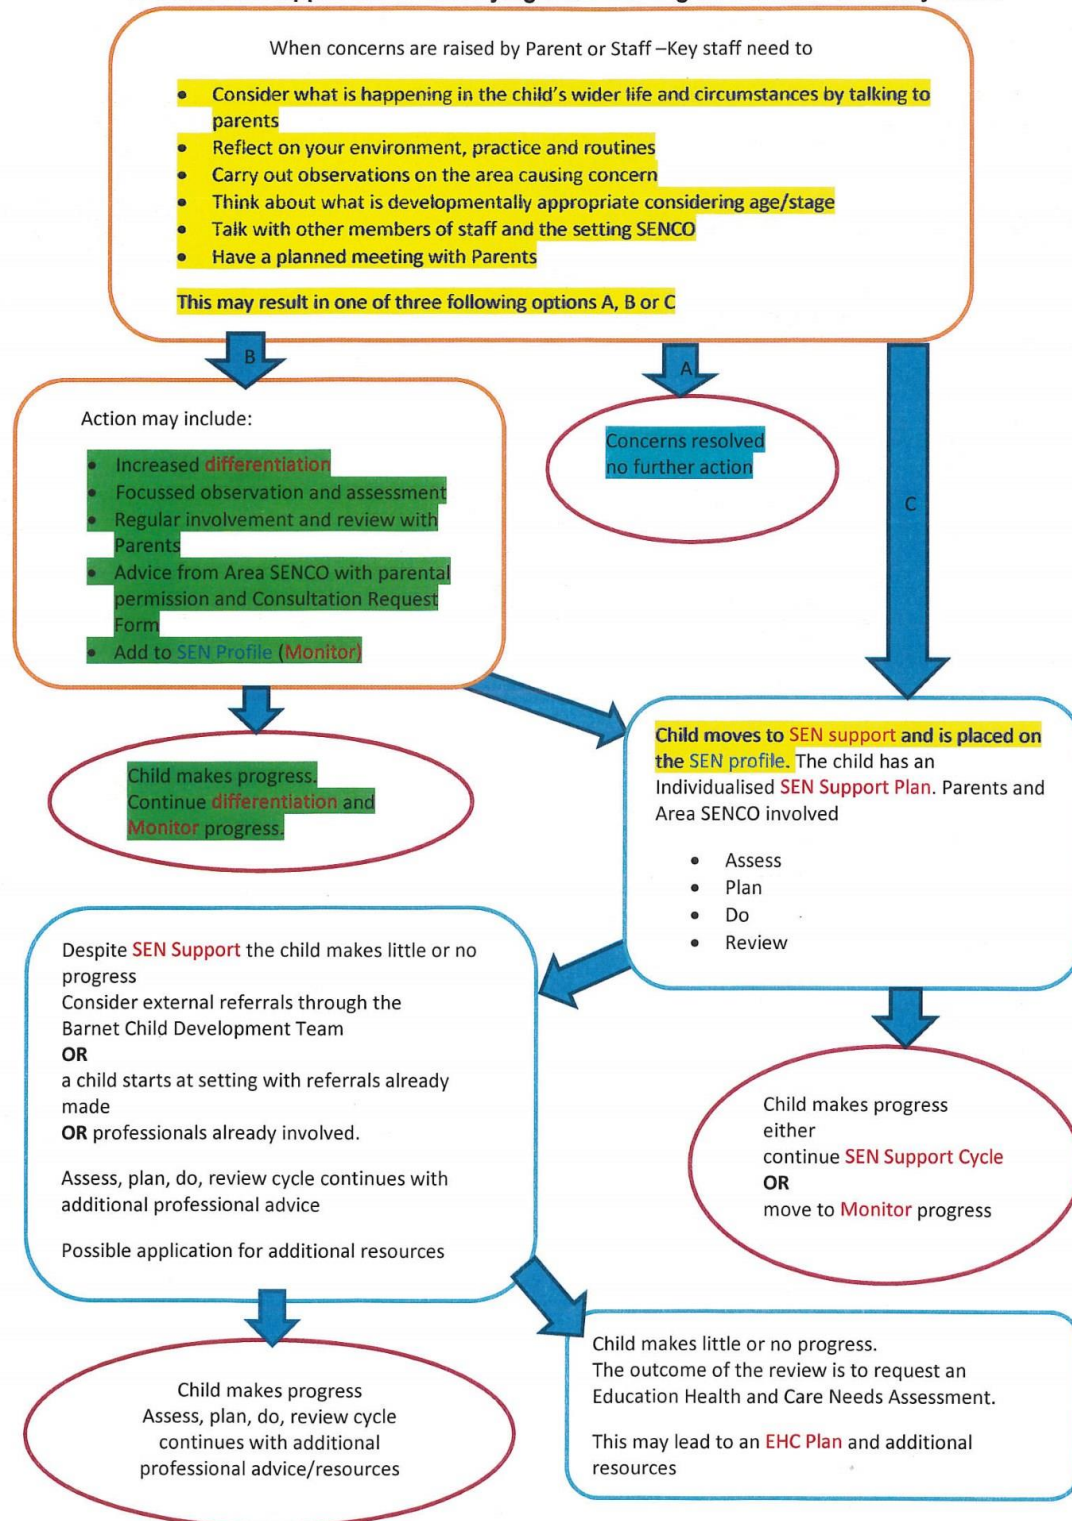 When concerns are raised by Parent or Staff –Key staff need to
• Consider what is happening in the child's wider life and circumstances by talking to
parents
• Reflect on your environment, practice and routines
• Carry out observations on the area causing concern
• Think about what is developmentally appropriate considering age/stage
• Talk with other members of staff and the setting SENCO
• Have a planned meeting with Parents
This may result in one of three following options A, B or C
B
A
C
Action may include:
• Increased differentiation
• Focussed observation and assessment
• Regular involvement and review with
Parents
• Advice from Area SENCO with parental
permission and Consultation Request
Form
• Add to SEN Profile (Monitor)
Concerns resolved
no further action
Child makes progress.
Continue differentiation and
Monitor progress.
Child moves to SEN support and is placed on
the SEN profile. The child has an
Individualised SEN Support Plan. Parents and
Area SENCO involved
• Assess
• Plan
• Do
• Review
Despite SEN Support the child makes little or no
progress
Consider external referrals through the
Barnet Child Development Team
OR
a child starts at setting with referrals already
made
OR professionals already involved.
Assess, plan, do, review cycle continues with
additional professional advice
Possible application for additional resources
Child makes progress
either
continue SEN Support Cycle
OR
move to Monitor progress
Child makes progress
Assess, plan, do, review cycle
continues with additional
professional advice/resources
Child makes little or no progress.
The outcome of the review is to request an
Education Health and Care Needs Assessment.
This may lead to an EHC Plan and additional
resources